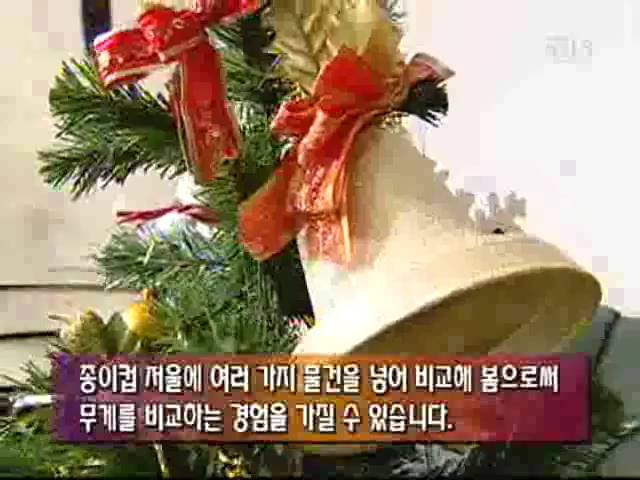 종이컵 저울에 여러 가지 물건을 넣어 비교해 봄으로써
무게를 비교하는 경험을 가질 수 있습니다.